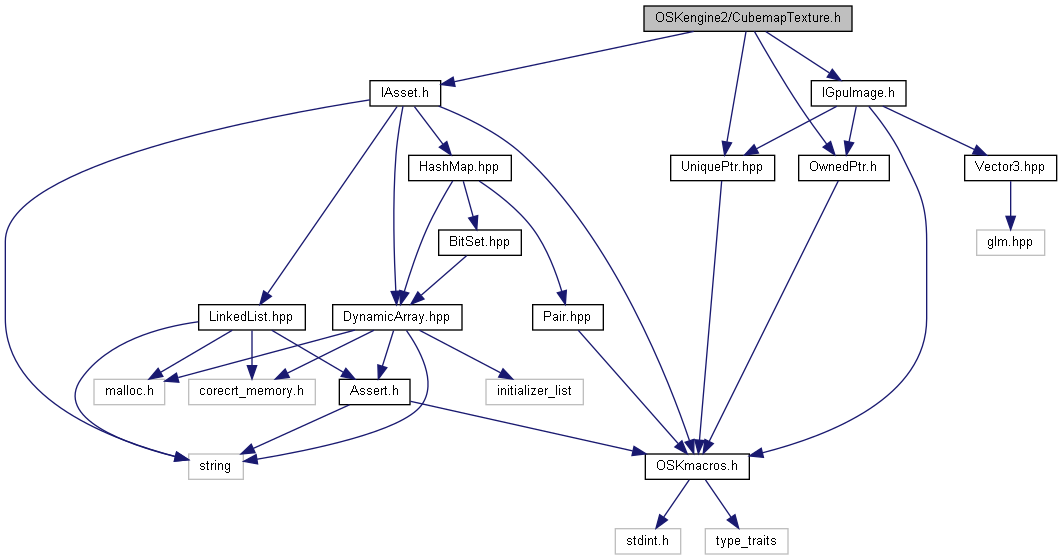 OSKengine2/CubemapTexture.h
IAsset.h
IGpuImage.h
HashMap.hpp
UniquePtr.hpp
OwnedPtr.h
Vector3.hpp
BitSet.hpp
glm.hpp
LinkedList.hpp
DynamicArray.hpp
Pair.hpp
malloc.h
corecrt_memory.h
Assert.h
initializer_list
string
OSKmacros.h
stdint.h
type_traits